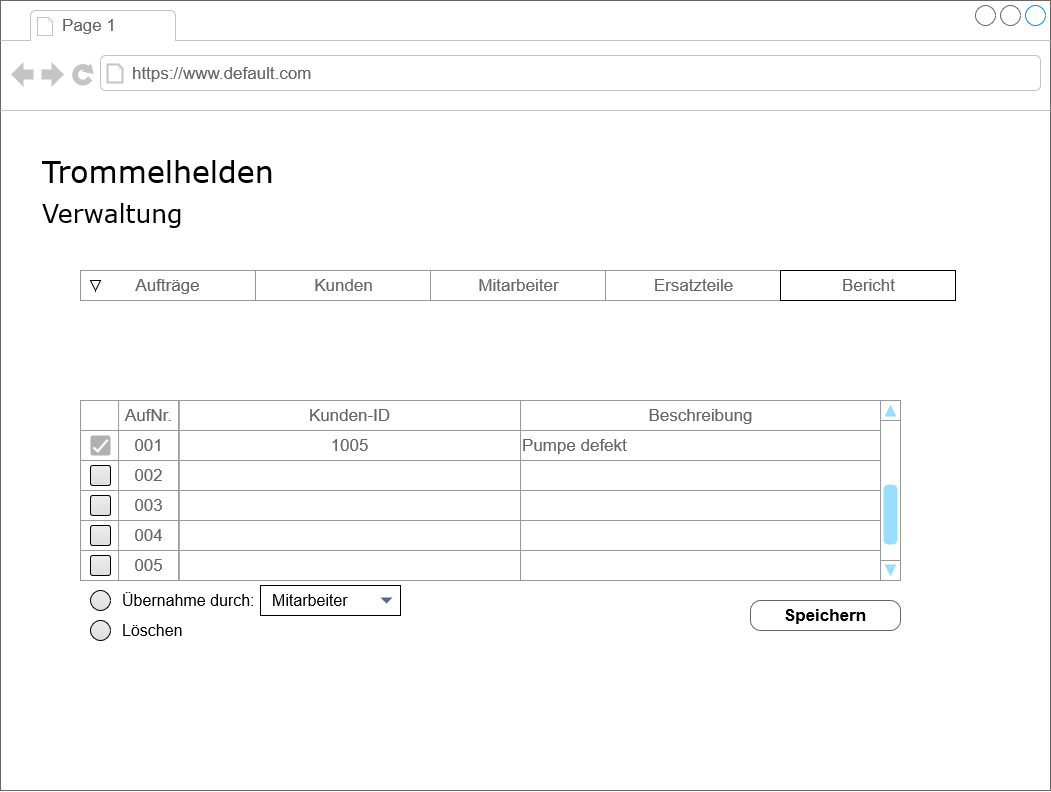 Page 1
https://www.default.com
Trommelhelden
Verwaltung
Aufträge Kunden Mitarbeiter Ersatzteile Bericht
AufNr. Kunden-ID Beschreibung
001 1005 Pumpe defekt
002
003
004
005
Übernahme durch: Mitarbeiter
Speichern
Löschen